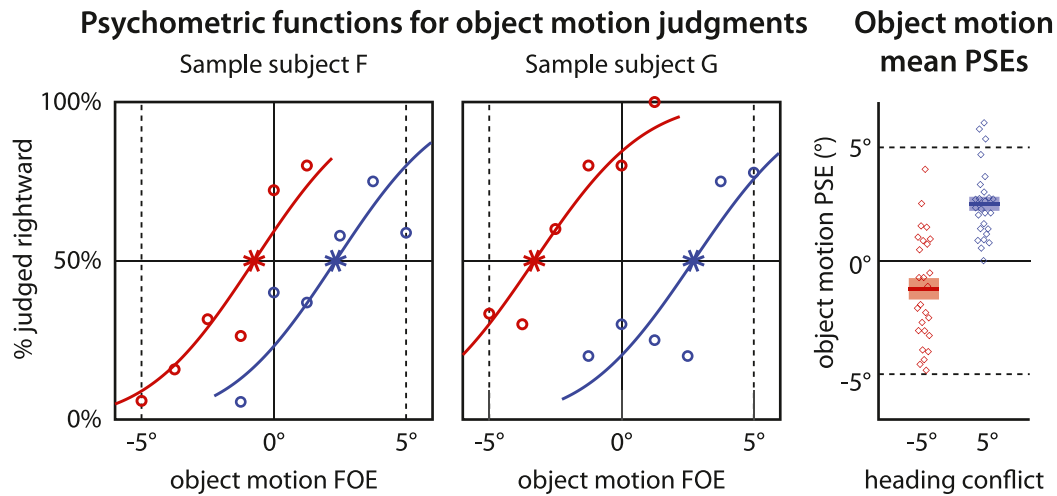 Psychometric functions for object motion judgments
Sample subject F
Sample subject G
% judged rightward
100%
50%
0%
-5°
0°
5°
object motion FOE
-5°
0°
5°
object motion FOE
Object motion
mean PSEs
object motion PSE (°)
5°
0°
-5°
-5°
5°
heading conflict